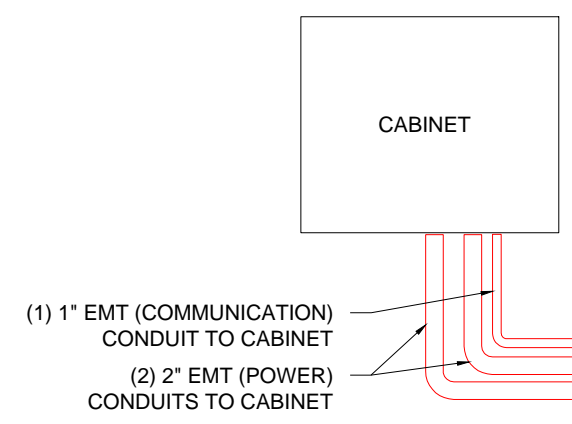 CABINET
(1) 1" EMT (COMMUNICATION)
CONDUIT TO CABINET
(2) 2" EMT (POWER)
CONDUITS TO CABINET